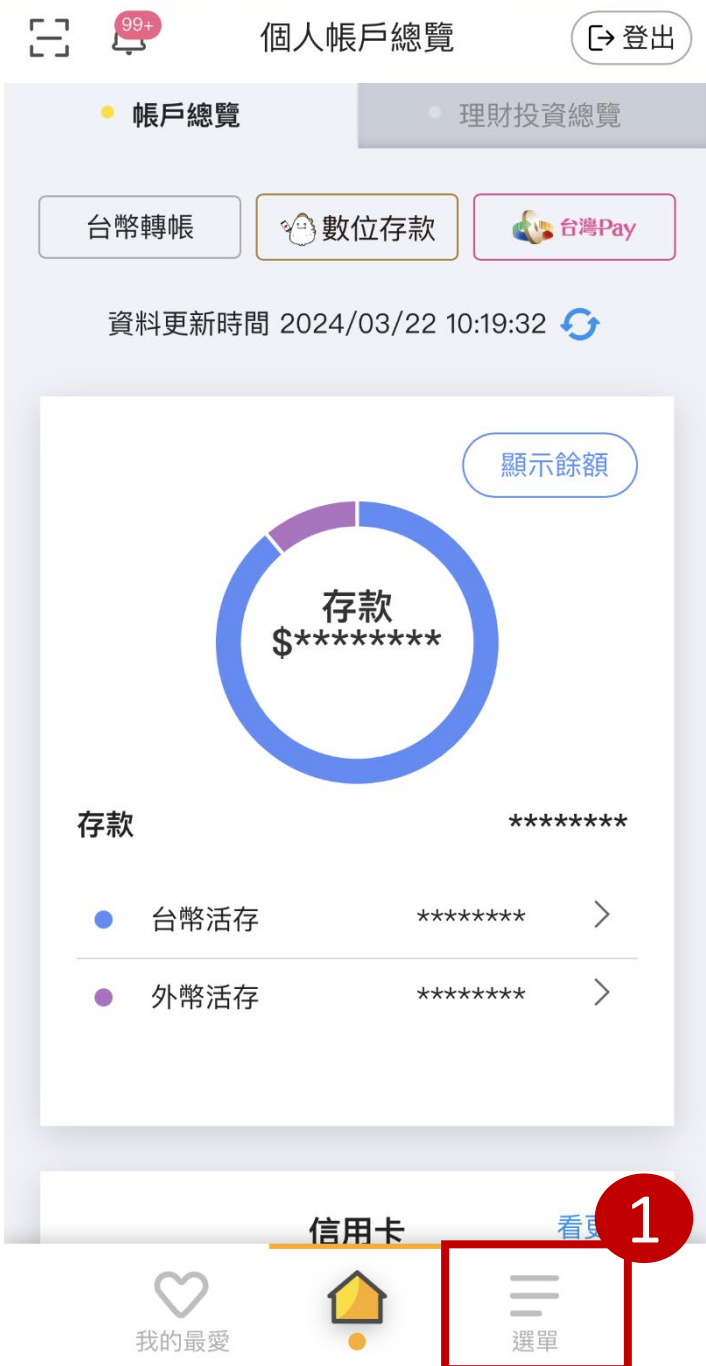 99+
個人帳戶總覽
登出
帳戶總覽
理財投資總覽
台幣轉帳
數位存款
台灣Pay
資料更新時間 2024/03/22 10:19:32
顯示餘額
存款
$********
存款 ********
台幣活存 ********
外幣活存 ********
信用卡
看
1
我的最愛
選單